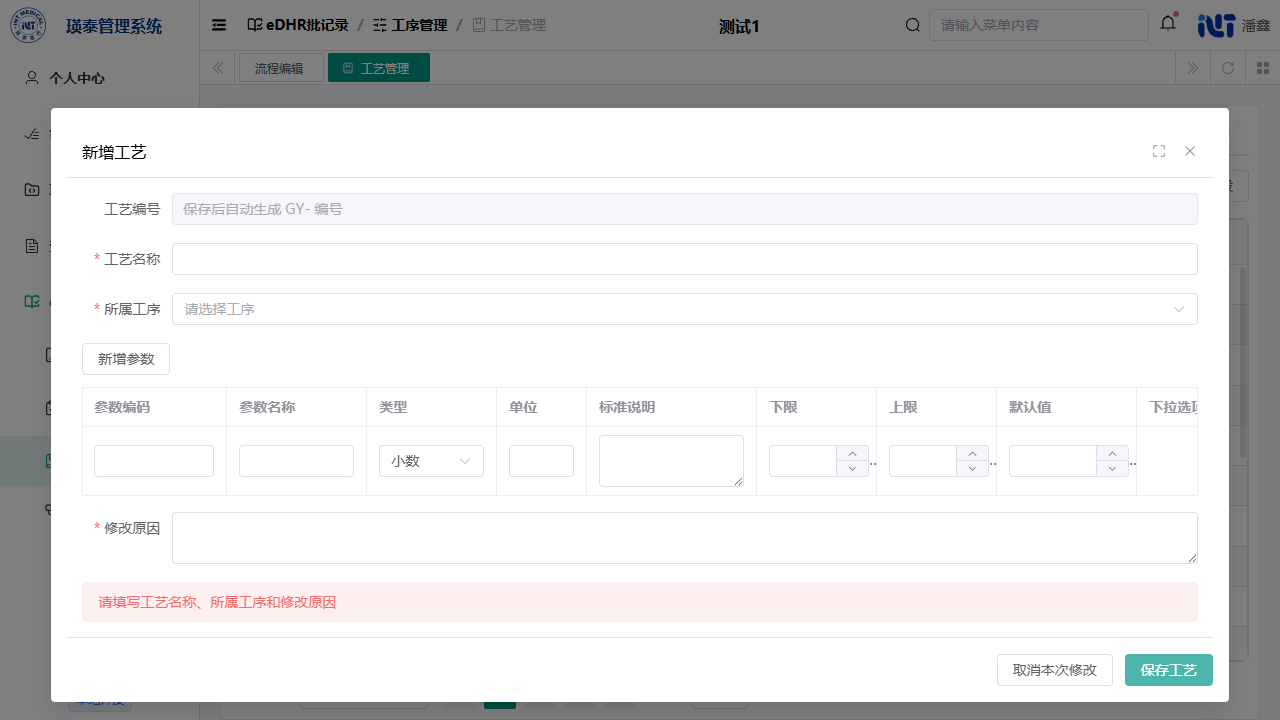 瑛泰管理系统
eDHR批记录 / 工序管理 / 工艺管理
测试1
请输入菜单内容
潘鑫
个人中心
流程编辑
工艺管理
新增工艺
工艺编号
保存后自动生成 GY- 编号
* 工艺名称
* 所属工序
请选择工序
新增参数
参数编码 参数名称 类型 单位 标准说明 下限 上限 默认值 下拉选项
小数
* 修改原因
请填写工艺名称、所属工序和修改原因
取消本次修改
保存工艺